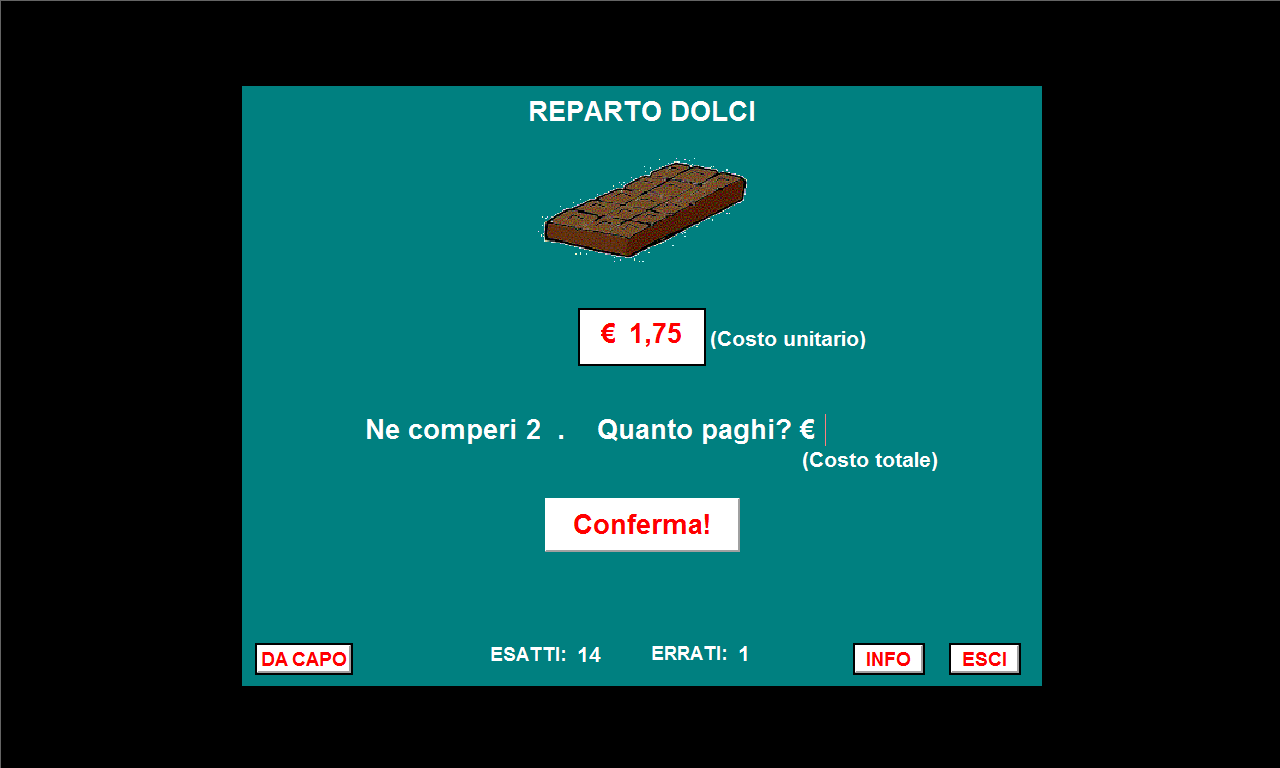 REPARTO DOLCI
€ 1,75 (Costo unitario)
Ne comperi 2 . Quanto paghi? €
(Costo totale)
Conferma!
DA CAPO ESATTI: 14 ERRATI: 1 INFO ESCI